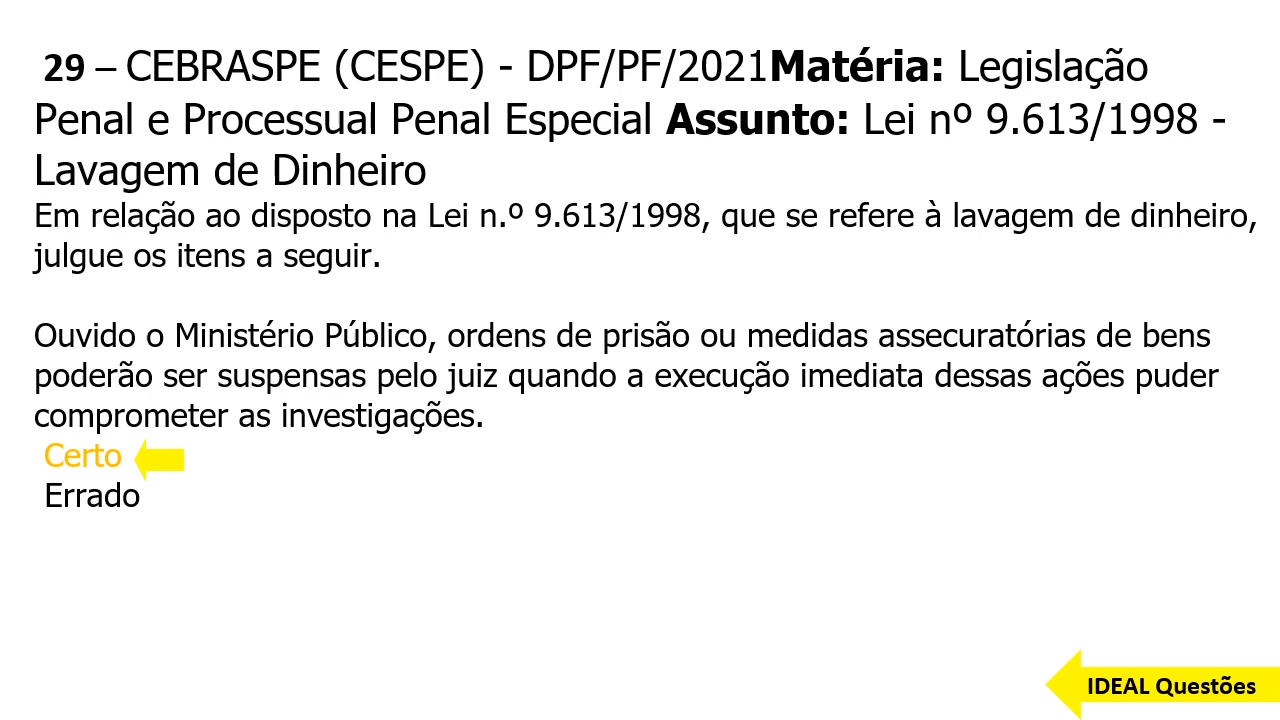 29 – CEBRASPE (CESPE) - DPF/PF/2021Matéria: Legislação
Penal e Processual Penal Especial Assunto: Lei nº 9.613/1998 -
Lavagem de Dinheiro
Em relação ao disposto na Lei n.º 9.613/1998, que se refere à lavagem de dinheiro,
julgue os itens a seguir.
Ouvido o Ministério Público, ordens de prisão ou medidas assecuratórias de bens
poderão ser suspensas pelo juiz quando a execução imediata dessas ações puder
comprometer as investigações.
Certo
Errado
IDEAL Questões